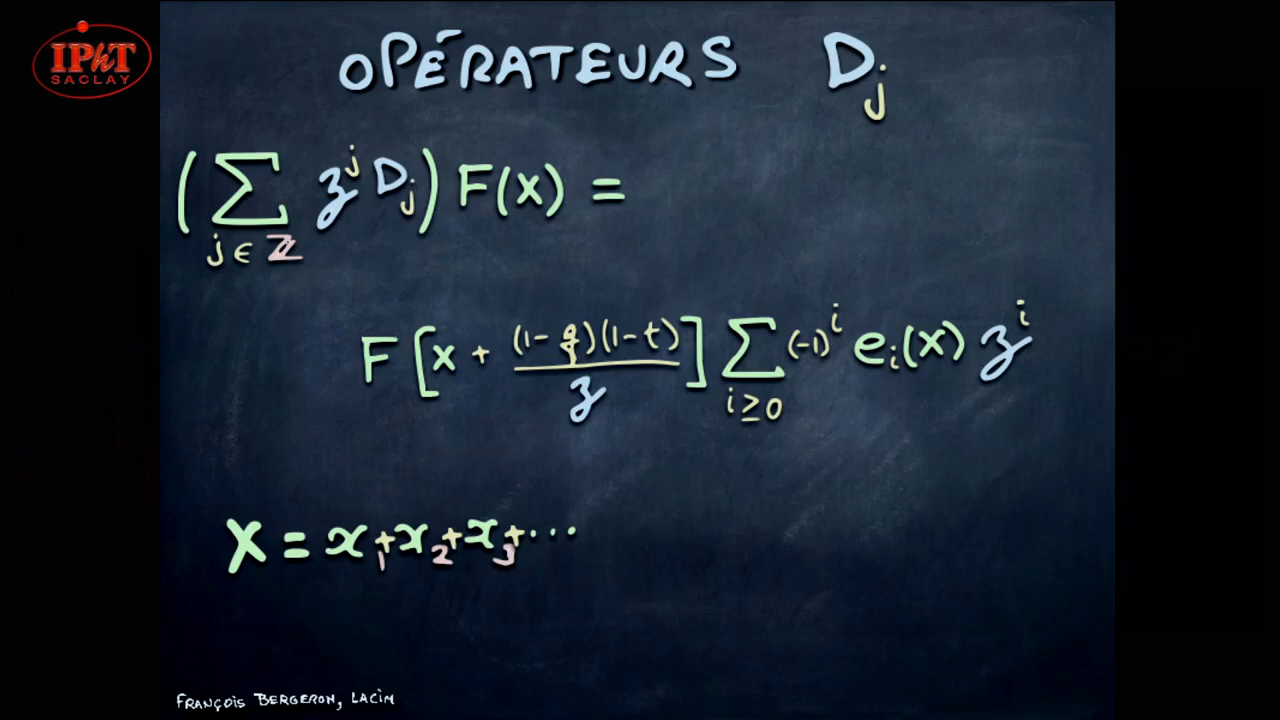 IPhT
SACLAY
OPÉRATEURS D_j
(∑_{j∈ℤ} z^j D_j) F(X) =
F[X + (1-q)(1-t)/z] ∑_{i≥0} (-1)^i e_i(X) z^i
X = x_1 + x_2 + x_3 + ...
FRANÇOIS BERGERON, LACIM